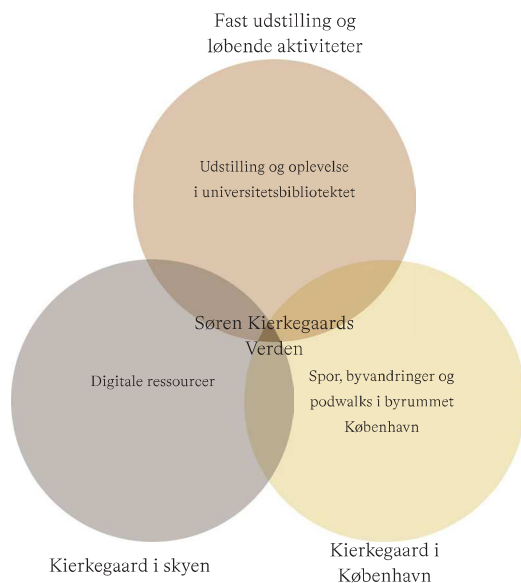 Fast udstilling og
løbende aktiviteter
Udstilling og oplevelse
i universitetsbibliotektet
Søren Kierkegaards
Verden
Digitale ressourcer
Spor, byvandringer og
podwalks i byrummet
København
Kierkegaard i skyen
Kierkegaard i
København